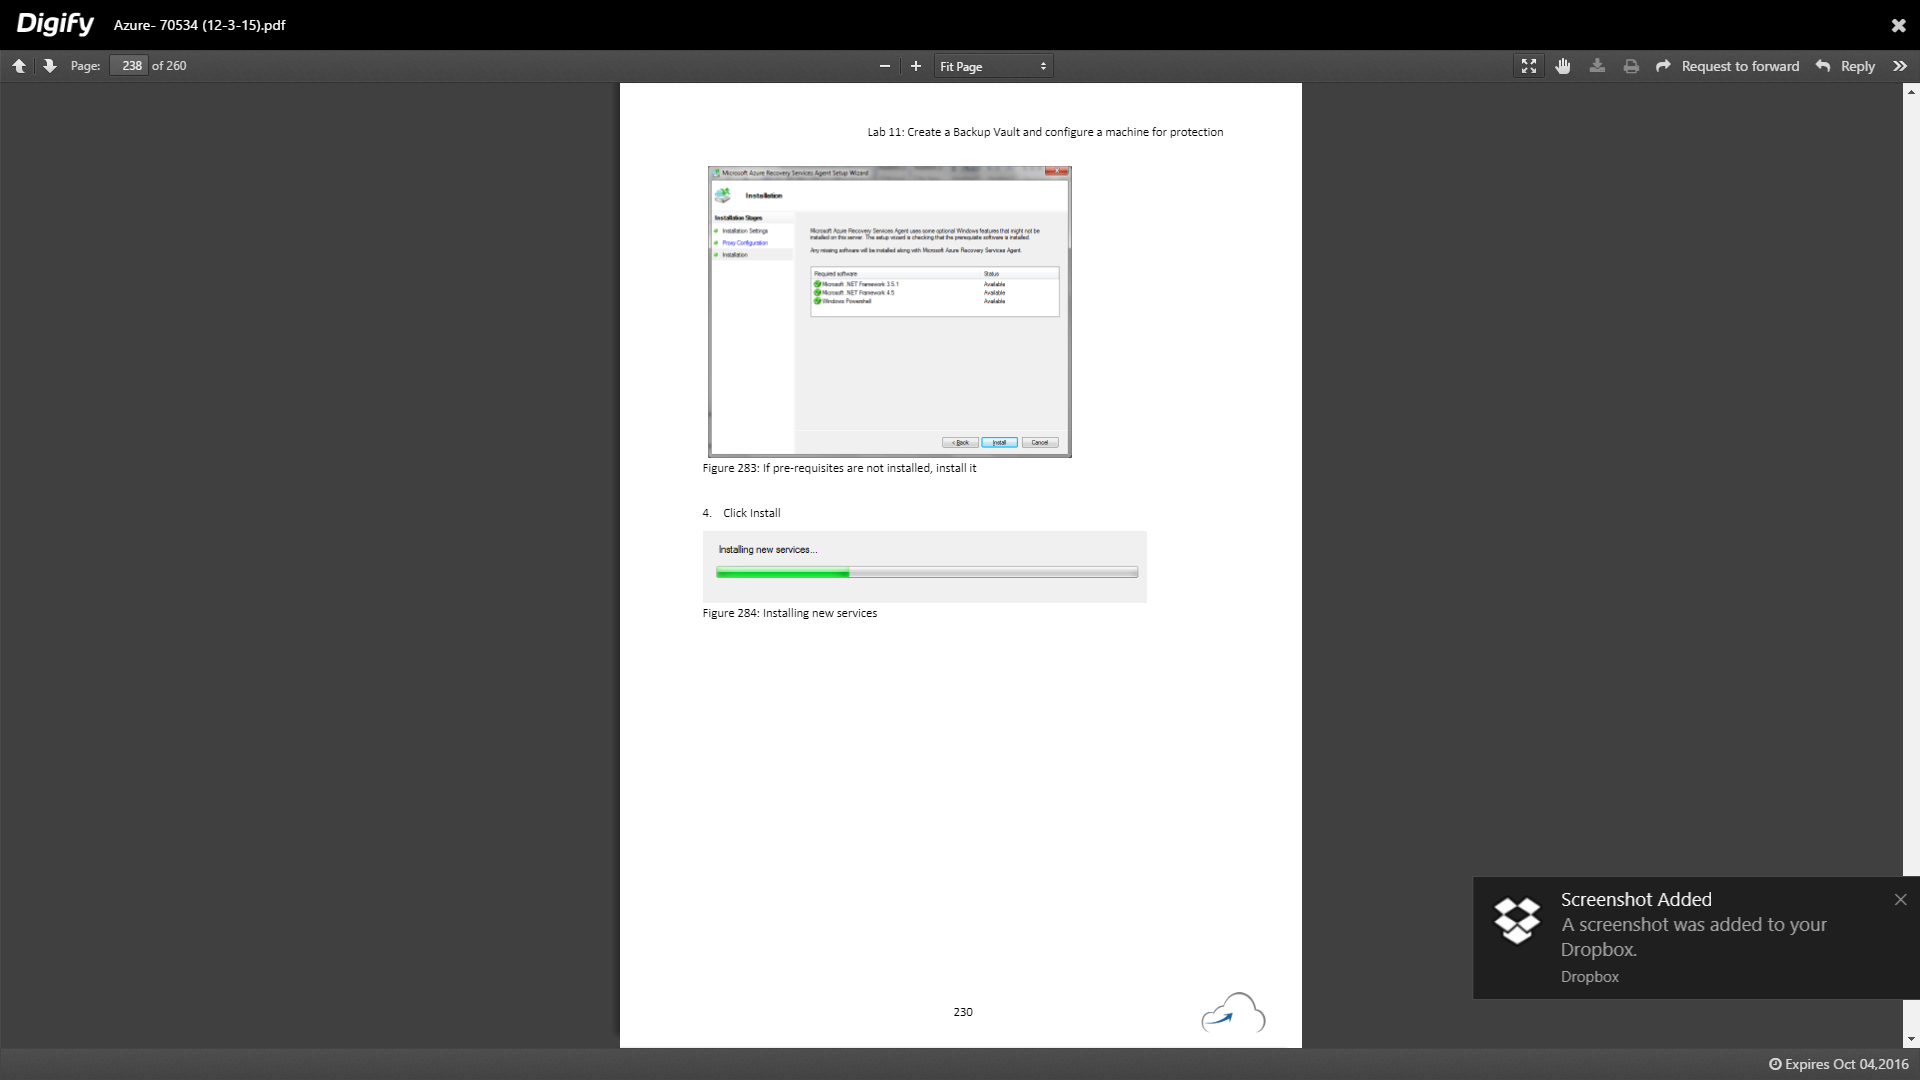 Digify Azure- 70534 (12-3-15).pdf
Page: 238 of 260
Fit Page
Request to forward Reply
Lab 11: Create a Backup Vault and configure a machine for protection
Microsoft Azure Recovery Services Agent Setup Wizard
Installation
Installation Stages
Installation Settings
Proxy Configuration
Installation
Microsoft Azure Recovery Services Agent uses some optional Windows features that might not be
installed on this server. The setup wizard is checking that the prerequisite software is installed.
Any missing software will be installed along with Microsoft Azure Recovery Services Agent.
Required software Status
Microsoft .NET Framework 3.5.1 Available
Microsoft .NET Framework 4.5 Available
Windows Powershell Available
< Back Install Cancel
Figure 283: If pre-requisites are not installed, install it
4. Click Install
Installing new services...
Figure 284: Installing new services
Screenshot Added
A screenshot was added to your
Dropbox.
Dropbox
230
Expires Oct 04,2016